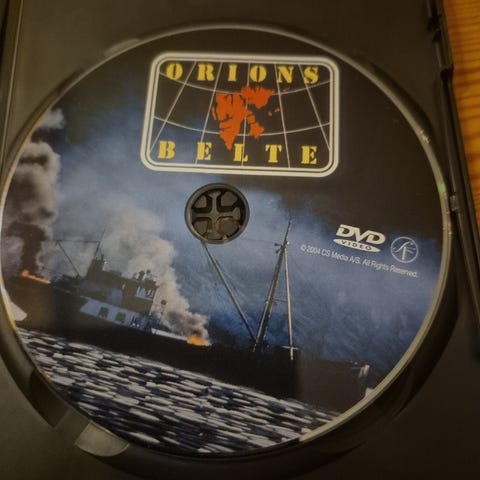 ORIONS
BELTE
DVD
VIDEO
© 2004 CS Media A/S. All Rights Reserved.